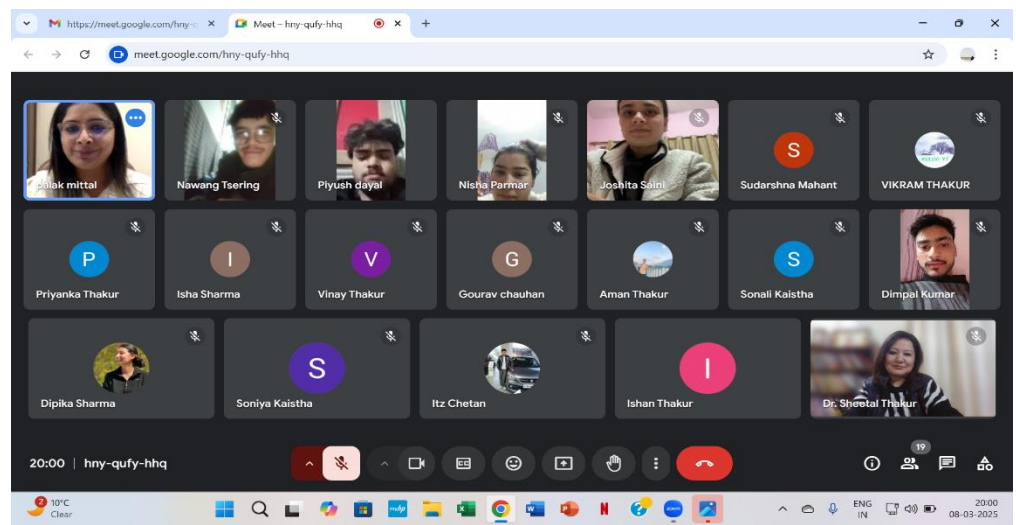 https://meet.google.com/hny-q
Meet – hny-qufy-hhq
meet.google.com/hny-qufy-hhq
palak mittal
Nawang Tsering
Piyush dayal
Nisha Parmar
Joshita Saini
S
Sudarshna Mahant
VIKRAM THAKUR
P
Priyanka Thakur
I
Isha Sharma
V
Vinay Thakur
G
Gourav chauhan
Aman Thakur
S
Sonali Kaistha
Dimpal Kumar
Dipika Sharma
S
Soniya Kaistha
Itz Chetan
I
Ishan Thakur
Dr. Sheetal Thakur
20:00 | hny-qufy-hhq
19
2
10°C
Clear
ENG
IN
20:00
08-03-2025